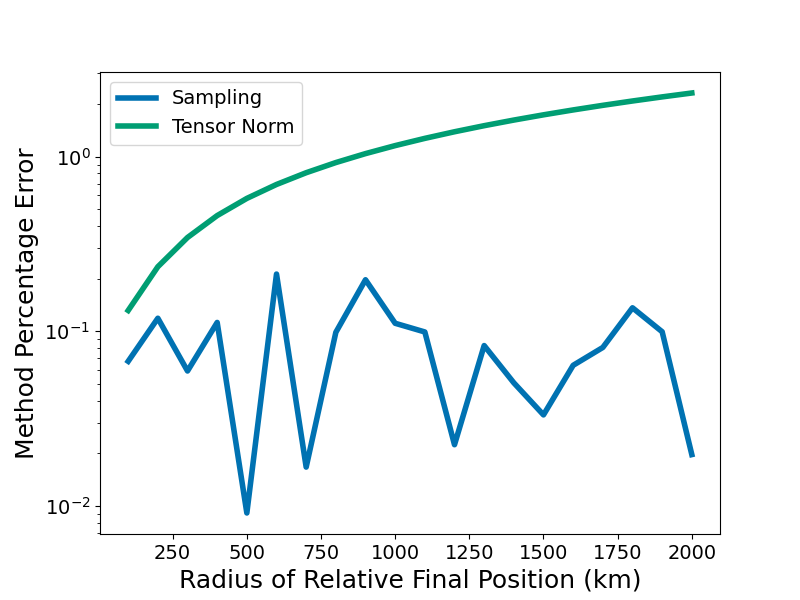 Sampling
Tensor Norm
Method Percentage Error
10⁰
10⁻¹
10⁻²
250 500 750 1000 1250 1500 1750 2000
Radius of Relative Final Position (km)